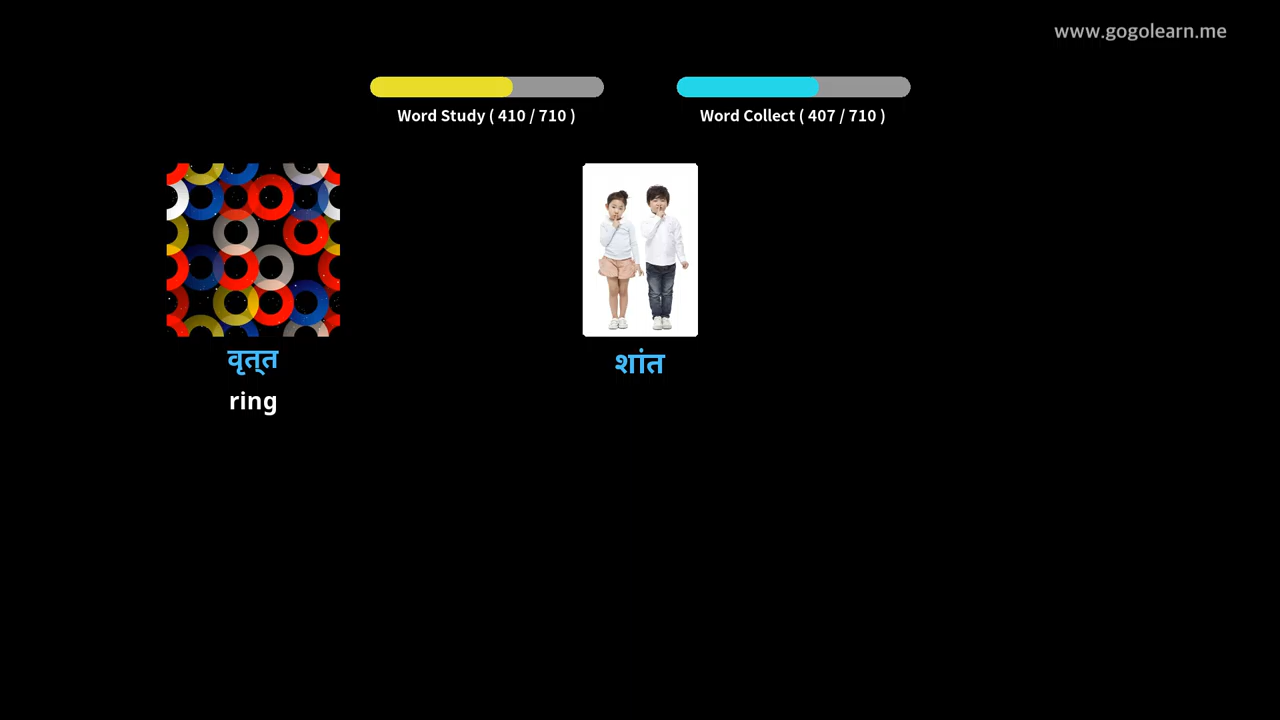 www.gogolearn.me
Word Study ( 410 / 710 )
Word Collect ( 407 / 710 )
वृत्‌त
ring
शांत